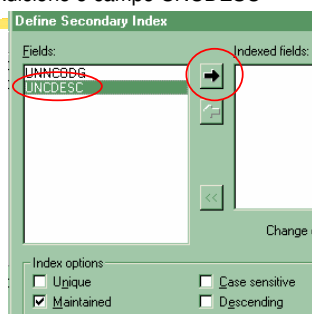 Define Secondary Index
Fields:
Indexed fields:
UNNCODG
UNCDESC
Change
Index options
Unique
Case sensitive
Maintained
Descending